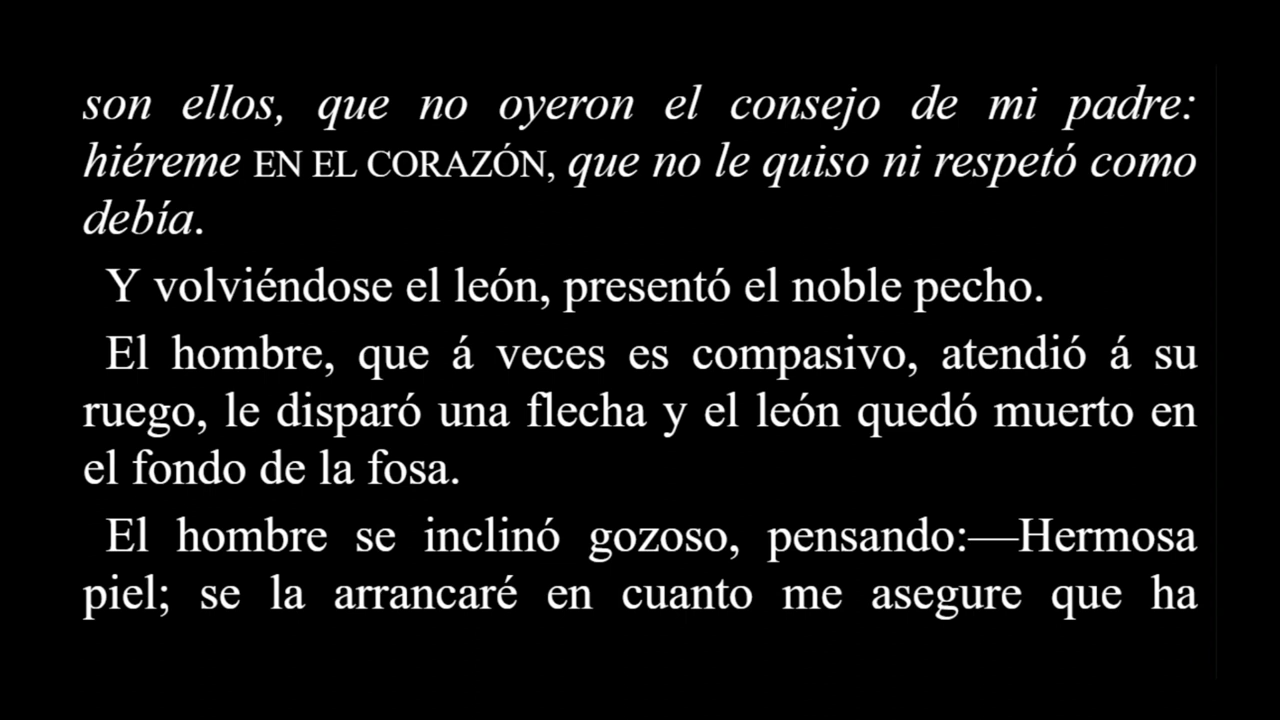 son ellos, que no oyeron el consejo de mi padre:
hiéreme EN EL CORAZÓN, que no le quiso ni respetó como
debía.
Y volviéndose el león, presentó el noble pecho.
El hombre, que á veces es compasivo, atendió á su
ruego, le disparó una flecha y el león quedó muerto en
el fondo de la fosa.
El hombre se inclinó gozoso, pensando:—Hermosa
piel; se la arrancaré en cuanto me asegure que ha